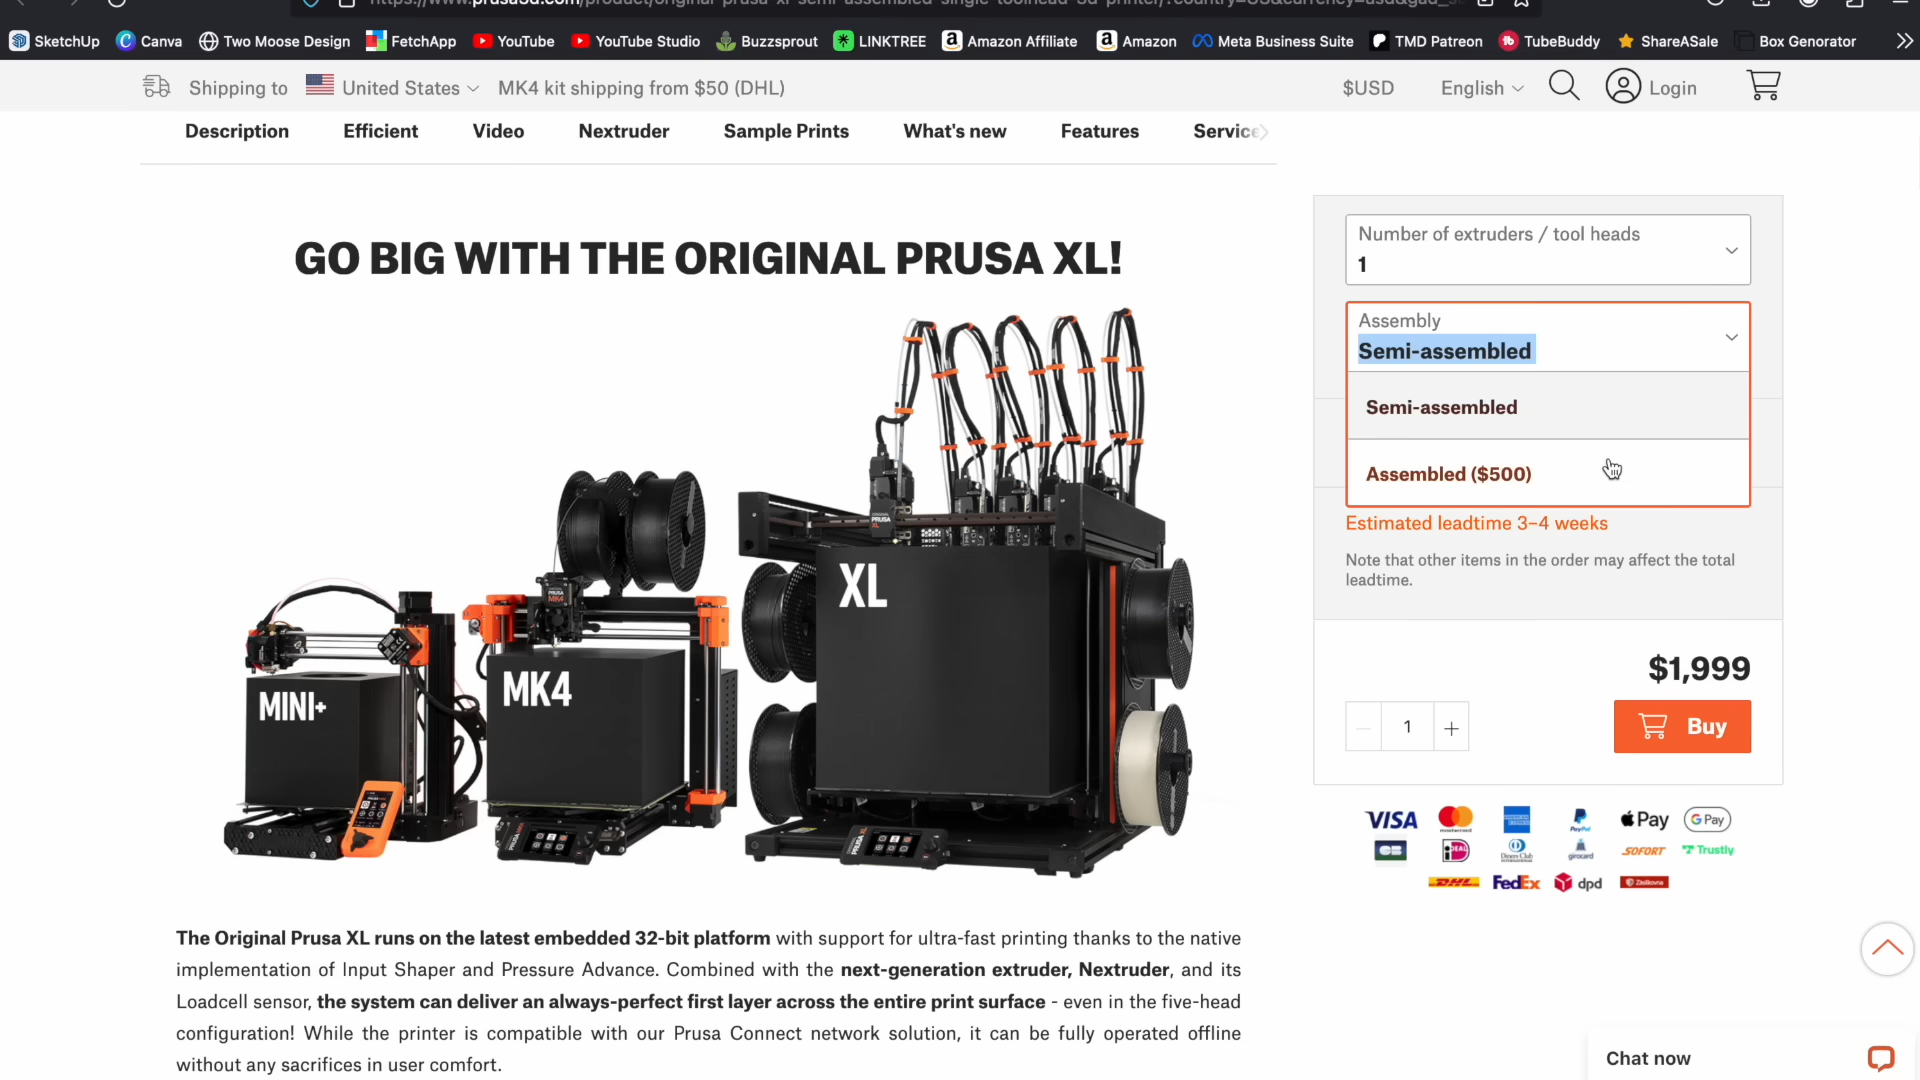 SketchUp Canva Two Moose Design FetchApp YouTube YouTube Studio Buzzsprout LINKTREE Amazon Affiliate Amazon Meta Business Suite TMD Patreon TubeBuddy ShareASale Box Genorator
Shipping to United States MK4 kit shipping from $50 (DHL) $USD English Login
Description Efficient Video Nextruder Sample Prints What's new Features Service
GO BIG WITH THE ORIGINAL PRUSA XL!
Number of extruders / tool heads
1
Assembly
Semi-assembled
Semi-assembled
Assembled ($500)
Estimated leadtime 3–4 weeks
Note that other items in the order may affect the total
leadtime.
$1,999
1
Buy
MINI+
MK4
XL
VISA mastercard PayPal Apple Pay G Pay
CB iDEAL Diners Club girocard SOFORT Trustly
DHL FedEx dpd Zásilkovna
The Original Prusa XL runs on the latest embedded 32-bit platform with support for ultra-fast printing thanks to the native
implementation of Input Shaper and Pressure Advance. Combined with the next-generation extruder, Nextruder, and its
Loadcell sensor, the system can deliver an always-perfect first layer across the entire print surface - even in the five-head
configuration! While the printer is compatible with our Prusa Connect network solution, it can be fully operated offline
without any sacrifices in user comfort.
Chat now